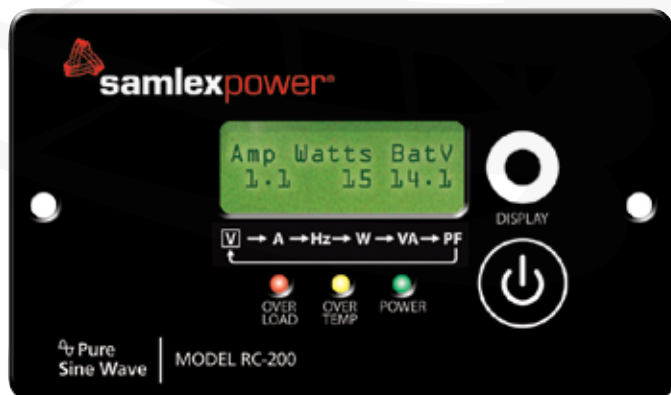 samlexpower®
Amp Watts BatV
1.1 15 14.1
DISPLAY
V → A → Hz → W → VA → PF
OVER LOAD
OVER TEMP
POWER
Pure
Sine Wave
MODEL RC-200